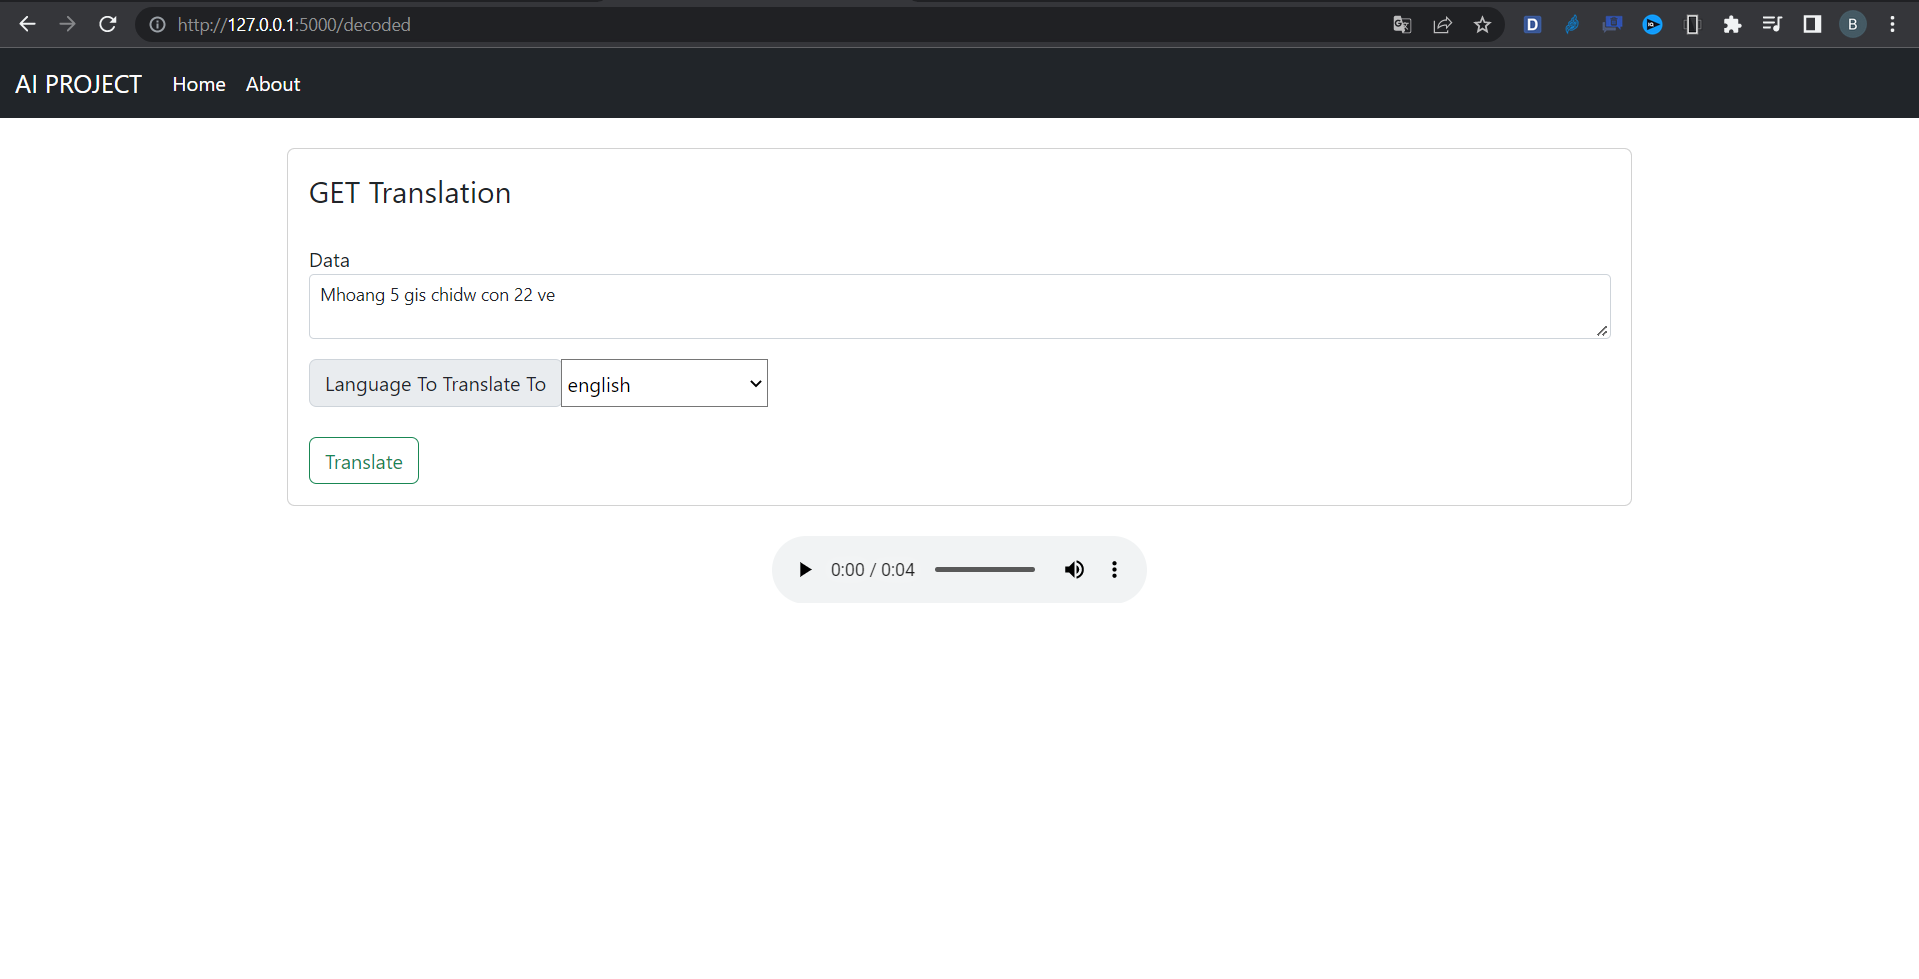 http://127.0.0.1:5000/decoded
D
B
AI PROJECT Home About
GET Translation
Data
Mhoang 5 gis chidw con 22 ve
Language To Translate To english
Translate
0:00 / 0:04